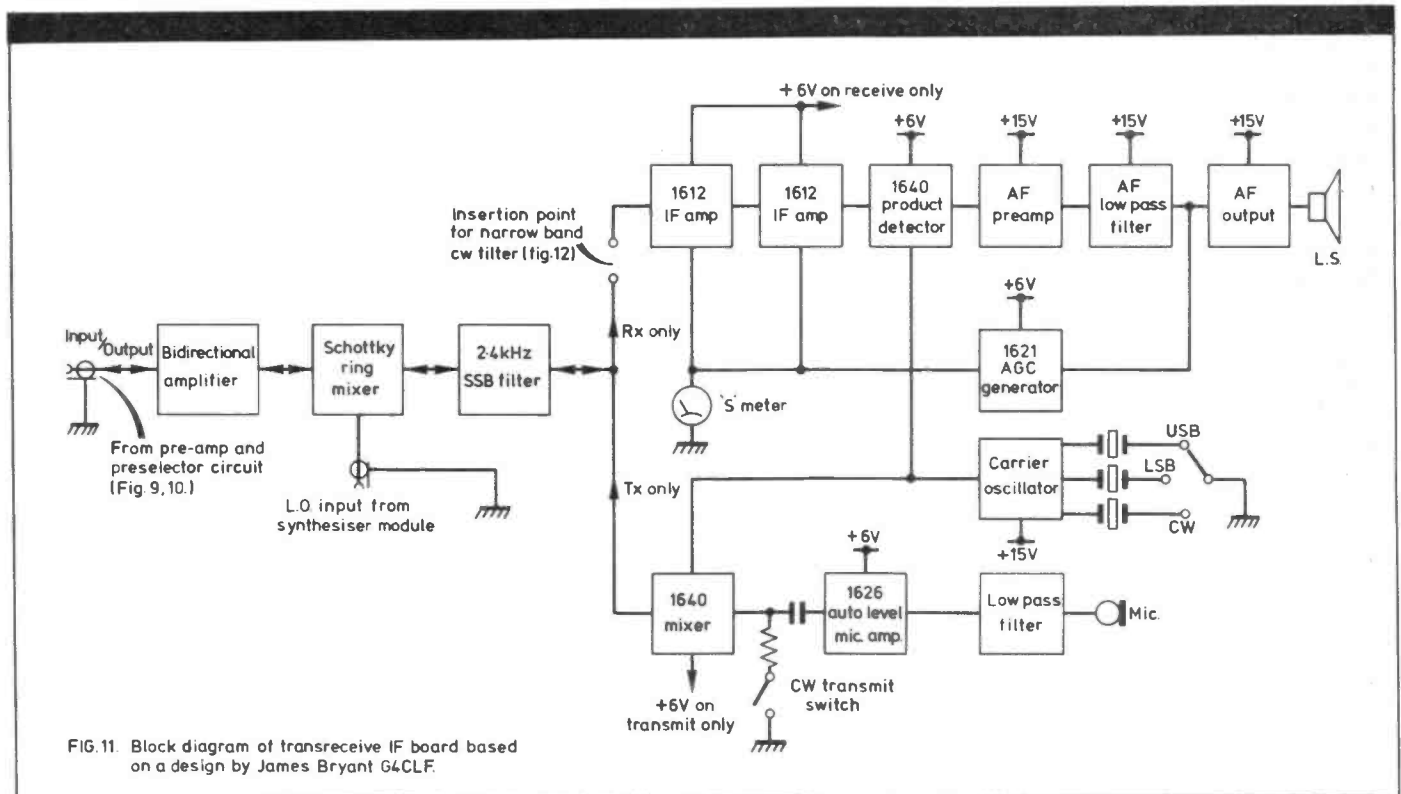 + 6V on receive only
+6V
+15V
+15V
+15V
1612
IF amp
1612
IF amp
1640
product
detector
AF
preamp
AF
low pass
filter
AF
output
L.S.
Insertion point
for narrow band
cw filter (fig.12)
Rx only
+6V
1621
AGC
generator
'S' meter
Input/
Output
Bidirectional
amplifier
Schottky
ring
mixer
2·4kHz
SSB filter
From pre-amp and
preselector circuit
(Fig. 9, 10.)
L.O. input from
synthesiser module
Tx only
Carrier
oscillator
+15V
USB
LSB
CW
1640
mixer
+6V on
transmit only
+ 6V
1626
auto level
mic. amp.
Low pass
filter
Mic.
CW transmit
switch
FIG.11. Block diagram of transreceive IF board based
on a design by James Bryant G4CLF.